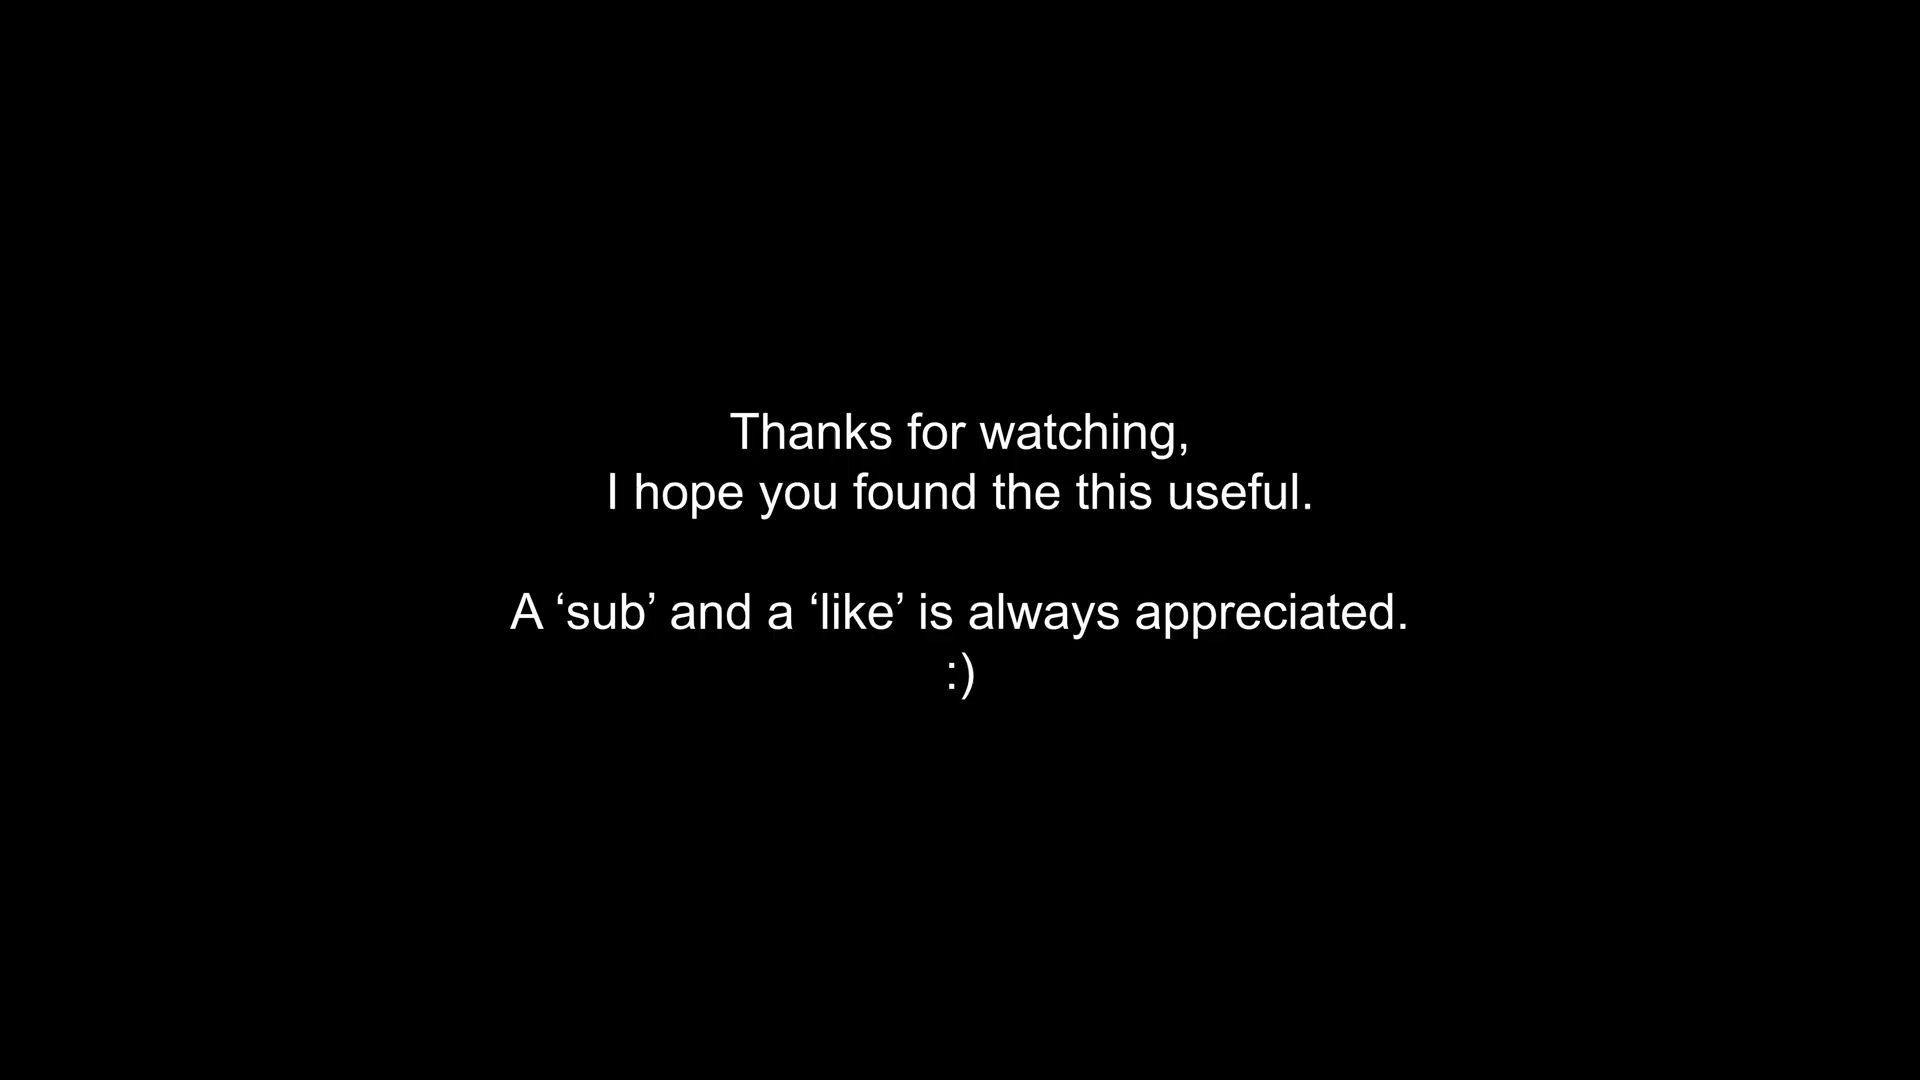 Thanks for watching,
I hope you found the this useful.
A ‘sub’ and a ‘like’ is always appreciated.
:)